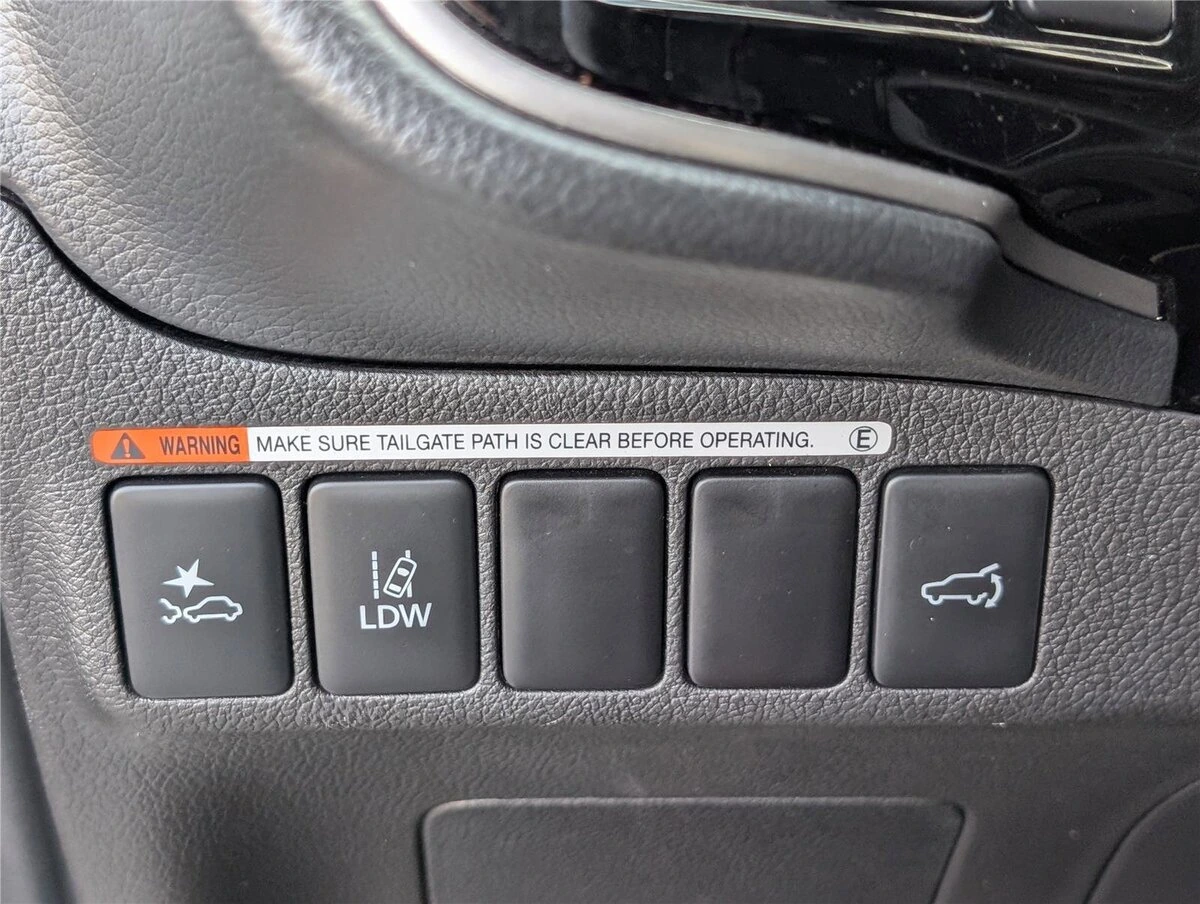 WARNING MAKE SURE TAILGATE PATH IS CLEAR BEFORE OPERATING. Ⓔ
LDW